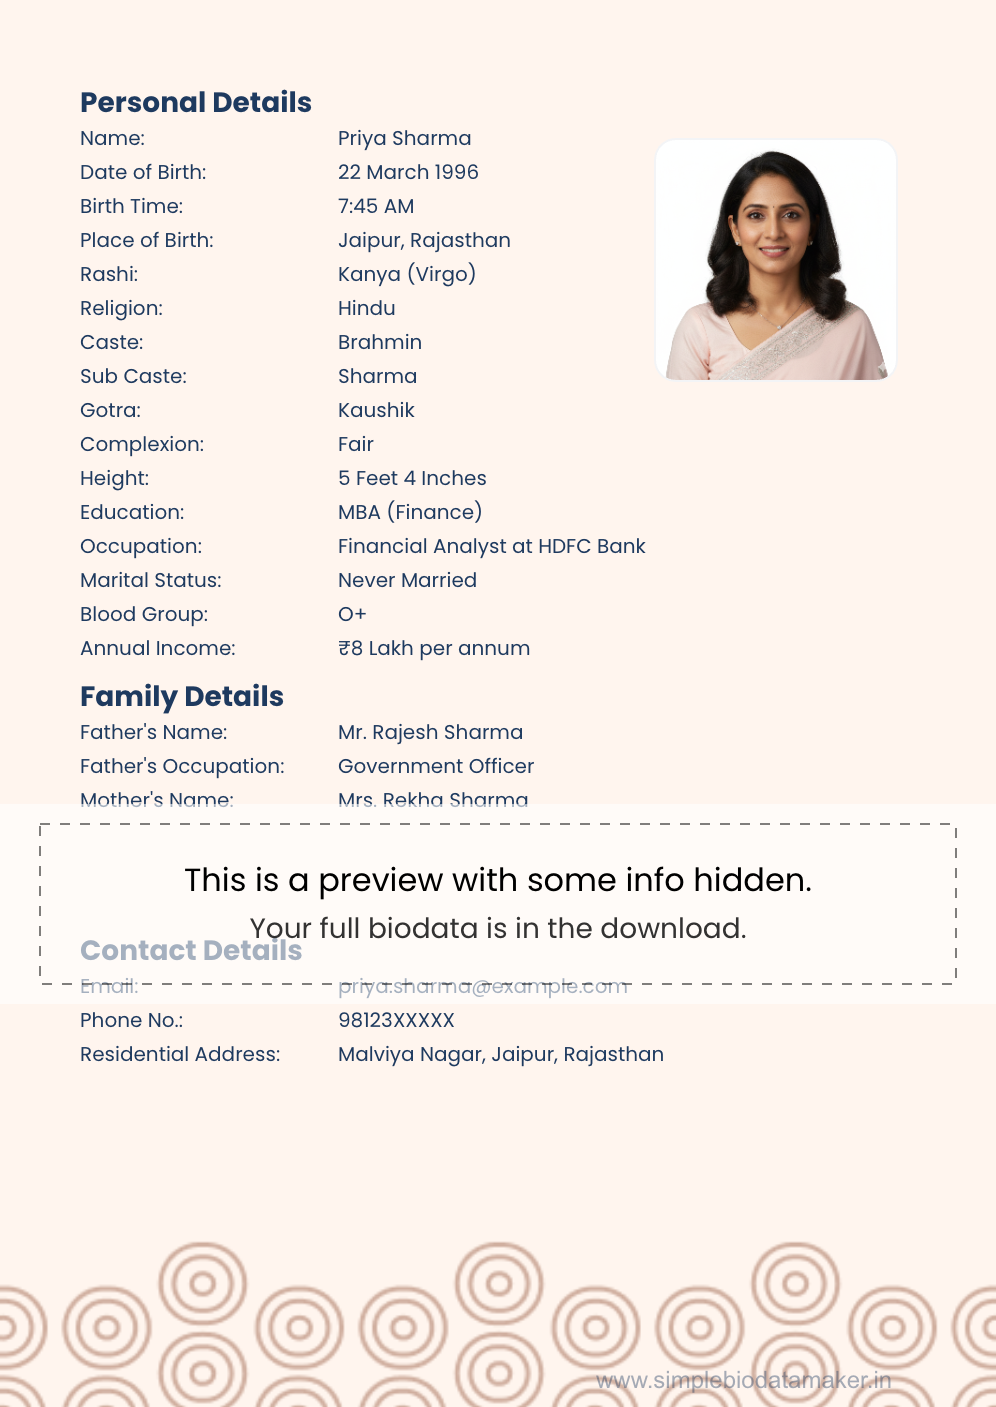 Personal Details
Name: Priya Sharma
Date of Birth: 22 March 1996
Birth Time: 7:45 AM
Place of Birth: Jaipur, Rajasthan
Rashi: Kanya (Virgo)
Religion: Hindu
Caste: Brahmin
Sub Caste: Sharma
Gotra: Kaushik
Complexion: Fair
Height: 5 Feet 4 Inches
Education: MBA (Finance)
Occupation: Financial Analyst at HDFC Bank
Marital Status: Never Married
Blood Group: O+
Annual Income: ₹8 Lakh per annum
Family Details
Father's Name: Mr. Rajesh Sharma
Father's Occupation: Government Officer
Mother's Name: Mrs. Rekha Sharma
This is a preview with some info hidden.
Your full biodata is in the download.
Contact Details
Email: priya.sharma@example.com
Phone No.: 98123XXXXX
Residential Address: Malviya Nagar, Jaipur, Rajasthan
www.simplebiodatamaker.in